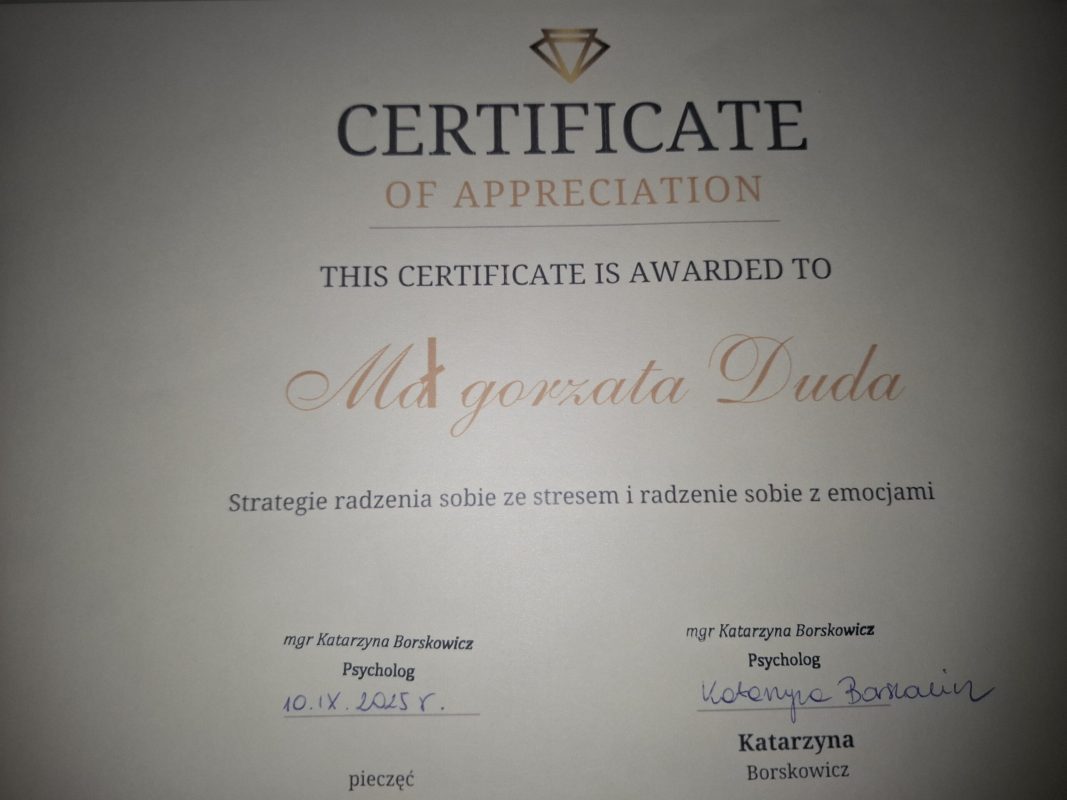 CERTIFICATE
OF APPRECIATION
THIS CERTIFICATE IS AWARDED TO
Małgorzata Duda
Strategie radzenia sobie ze stresem i radzenie sobie z emocjami
mgr Katarzyna Borskowicz
Psycholog
10.IX.2025 r.
pieczęć
mgr Katarzyna Borskowicz
Psycholog
Katarzyna Borskowicz
Katarzyna
Borskowicz